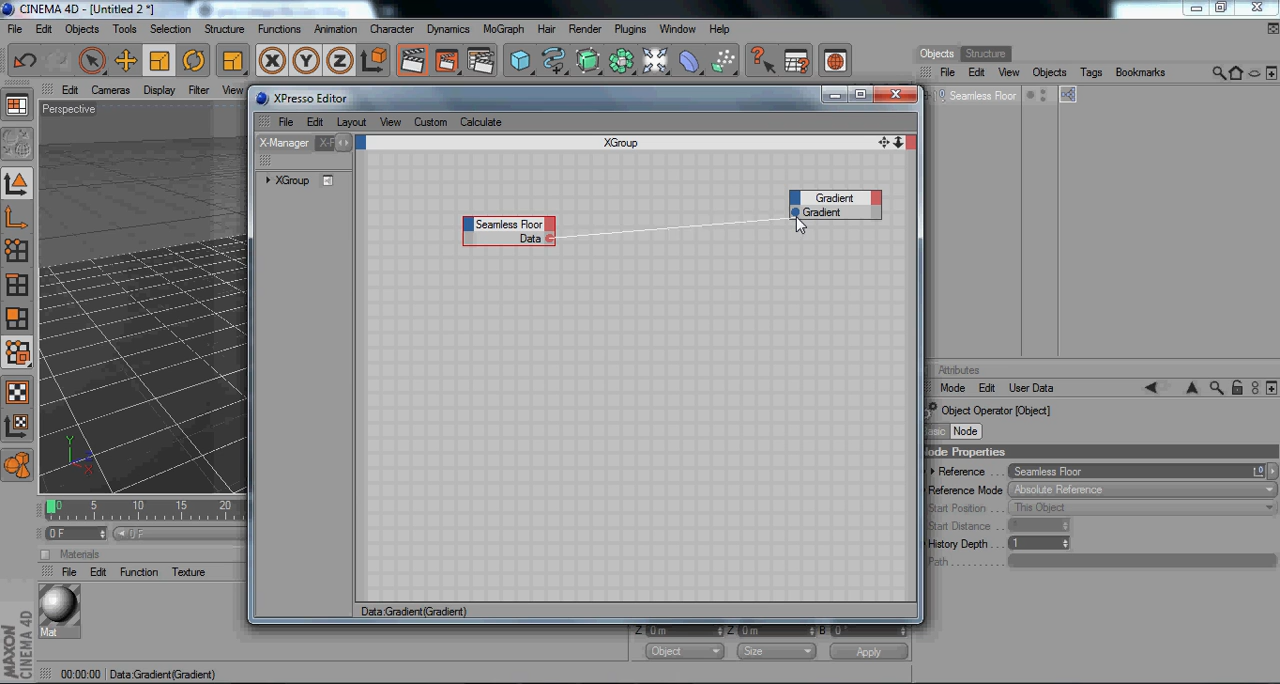 CINEMA 4D - [Untitled 2 *]
File Edit Objects Tools Selection Structure Functions Animation Character Dynamics MoGraph Hair Render Plugins Window Help
Objects Structure
File Edit View Objects Tags Bookmarks
Edit Cameras Display Filter View
Perspective
Seamless Floor
XPresso Editor
File Edit Layout View Custom Calculate
X-Manager
XGroup
XGroup
Gradient
Gradient
Seamless Floor
Data
Attributes
Mode Edit User Data
Object Operator [Object]
Basic Node
Node Properties
Reference . . . Seamless Floor
Reference Mode Absolute Reference
Start Position . . This Object
Start Distance . .
History Depth . . . 1
Path . . . . . . . . . .
0 5 10 15 20
0 F 0 F
Materials
File Edit Function Texture
Mat
Data:Gradient(Gradient)
Z 0 m Z 0 m B 0 °
Object Size Apply
MAXON CINEMA 4D
00:00:00 Data:Gradient(Gradient)